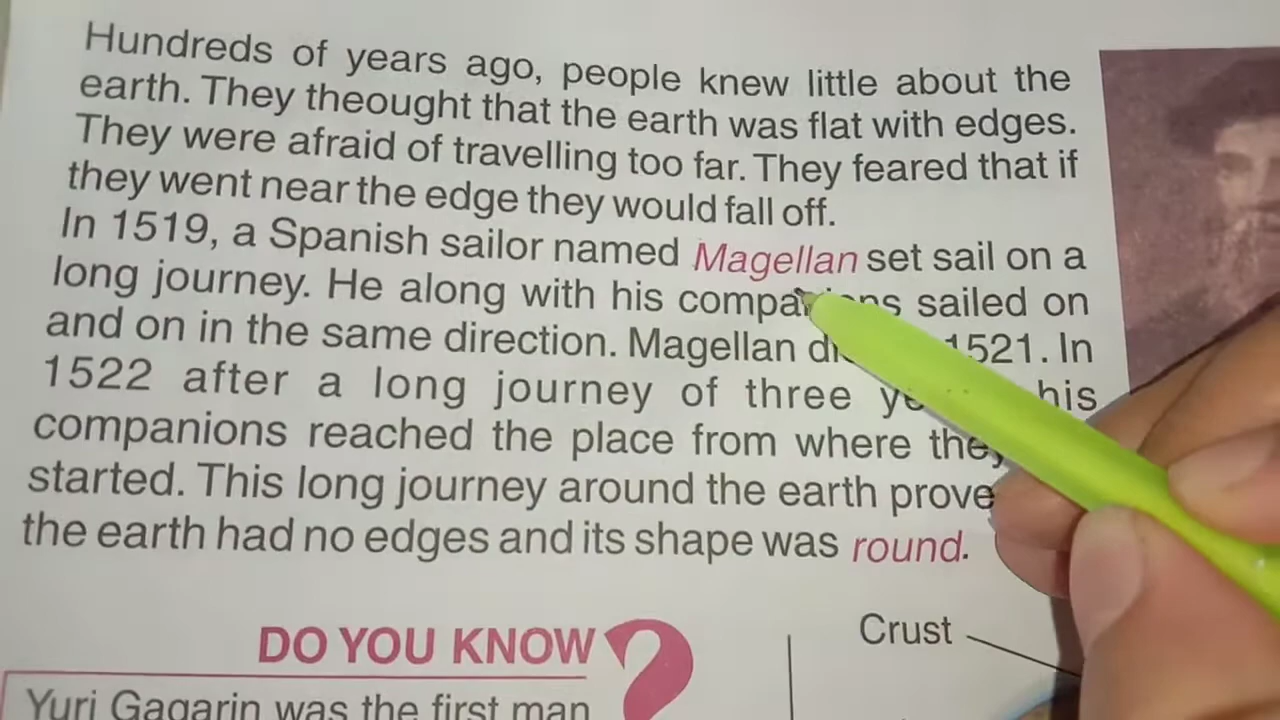 Hundreds of years ago, people knew little about the
earth. They theought that the earth was flat with edges.
They were afraid of travelling too far. They feared that if
they went near the edge they would fall off.
In 1519, a Spanish sailor named Magellan set sail on a
long journey. He along with his companions sailed on
and on in the same direction. Magellan 1521. In
1522 after a long journey of three his
companions reached the place from where they
started. This long journey around the earth prove
the earth had no edges and its shape was round.
DO YOU KNOW ?
Crust
Yuri Gagarin was the first man